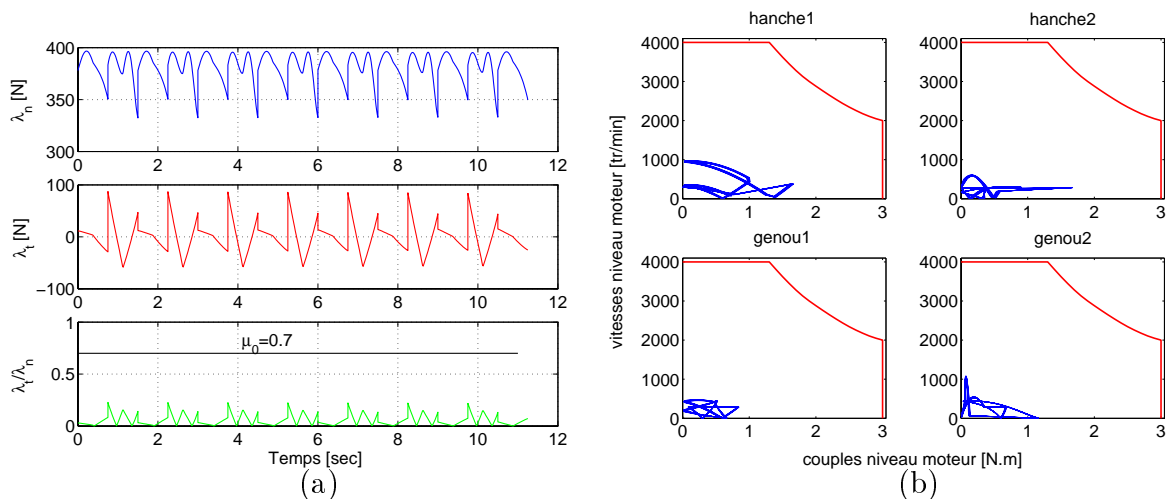 400
350
300
λn [N]
0 2 4 6 8 10 12
100
0
−100
λt [N]
0 2 4 6 8 10 12
1
0.5
0
λt/λn
μ0=0.7
0 2 4 6 8 10 12
Temps [sec]
(a)
hanche1
4000
3000
2000
1000
0
0 1 2 3
hanche2
4000
3000
2000
1000
0
0 1 2 3
vitesses niveau moteur [tr/min]
genou1
4000
3000
2000
1000
0
0 1 2 3
genou2
4000
3000
2000
1000
0
0 1 2 3
couples niveau moteur [N.m]
(b)